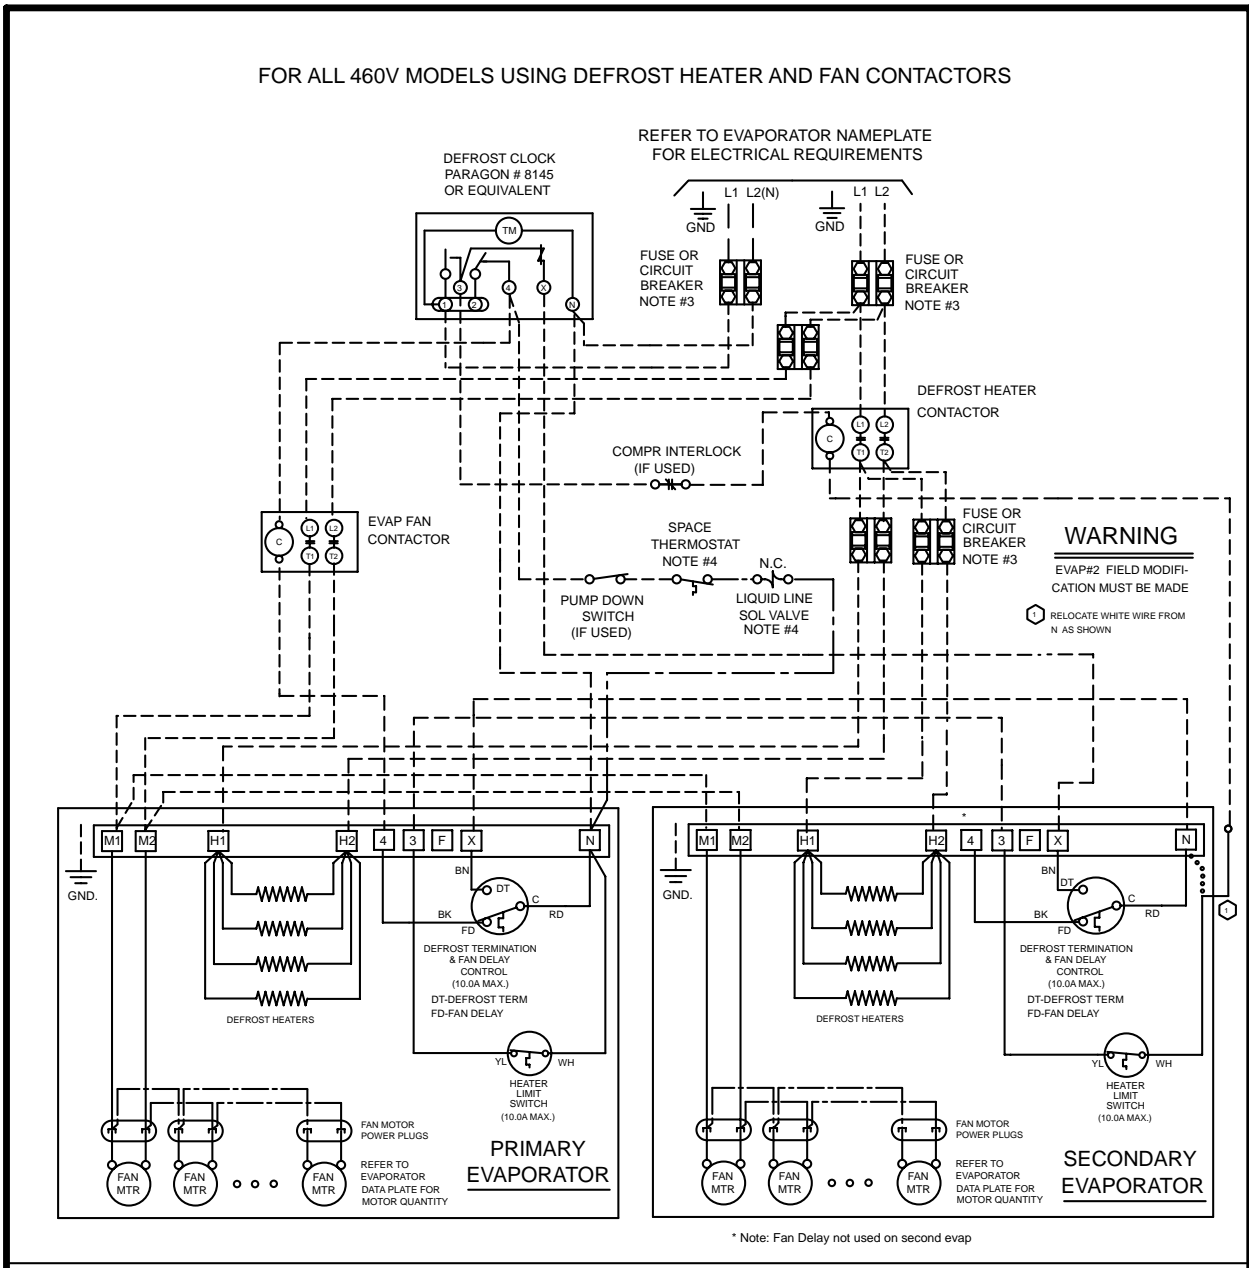 FOR ALL 460V MODELS USING DEFROST HEATER AND FAN CONTACTORS
REFER TO EVAPORATOR NAMEPLATE
FOR ELECTRICAL REQUIREMENTS
DEFROST CLOCK
PARAGON # 8145
OR EQUIVALENT
L1 L2(N)
L1 L2
GND
GND
TM
3
4
X
1
2
N
FUSE OR
CIRCUIT
BREAKER
NOTE #3
FUSE OR
CIRCUIT
BREAKER
NOTE #3
DEFROST HEATER
CONTACTOR
C
L1
L2
T1
T2
COMPR INTERLOCK
(IF USED)
EVAP FAN
CONTACTOR
C
L1
L2
T1
T2
SPACE
THERMOSTAT
NOTE #4
N.C.
PUMP DOWN
SWITCH
(IF USED)
LIQUID LINE
SOL VALVE
NOTE #4
FUSE OR
CIRCUIT
BREAKER
NOTE #3
WARNING
EVAP#2 FIELD MODIFI-
CATION MUST BE MADE
1 RELOCATE WHITE WIRE FROM
N AS SHOWN
M1 M2 H1 H2 4 3 F X N
GND.
BN
DT
C
BK
FD
RD
DEFROST TERMINATION
& FAN DELAY
CONTROL
(10.0A MAX.)
DT-DEFROST TERM
FD-FAN DELAY
DEFROST HEATERS
YL
WH
HEATER
LIMIT
SWITCH
(10.0A MAX.)
FAN MOTOR
POWER PLUGS
FAN
MTR
FAN
MTR
FAN
MTR
REFER TO
EVAPORATOR
DATA PLATE FOR
MOTOR QUANTITY
PRIMARY
EVAPORATOR
*
M1 M2 H1 H2 4 3 F X N
GND.
BN
DT
C
BK
FD
RD
1
DEFROST TERMINATION
& FAN DELAY
CONTROL
(10.0A MAX.)
DT-DEFROST TERM
FD-FAN DELAY
DEFROST HEATERS
YL
WH
HEATER
LIMIT
SWITCH
(10.0A MAX.)
FAN MOTOR
POWER PLUGS
FAN
MTR
FAN
MTR
FAN
MTR
REFER TO
EVAPORATOR
DATA PLATE FOR
MOTOR QUANTITY
SECONDARY
EVAPORATOR
* Note: Fan Delay not used on second evap